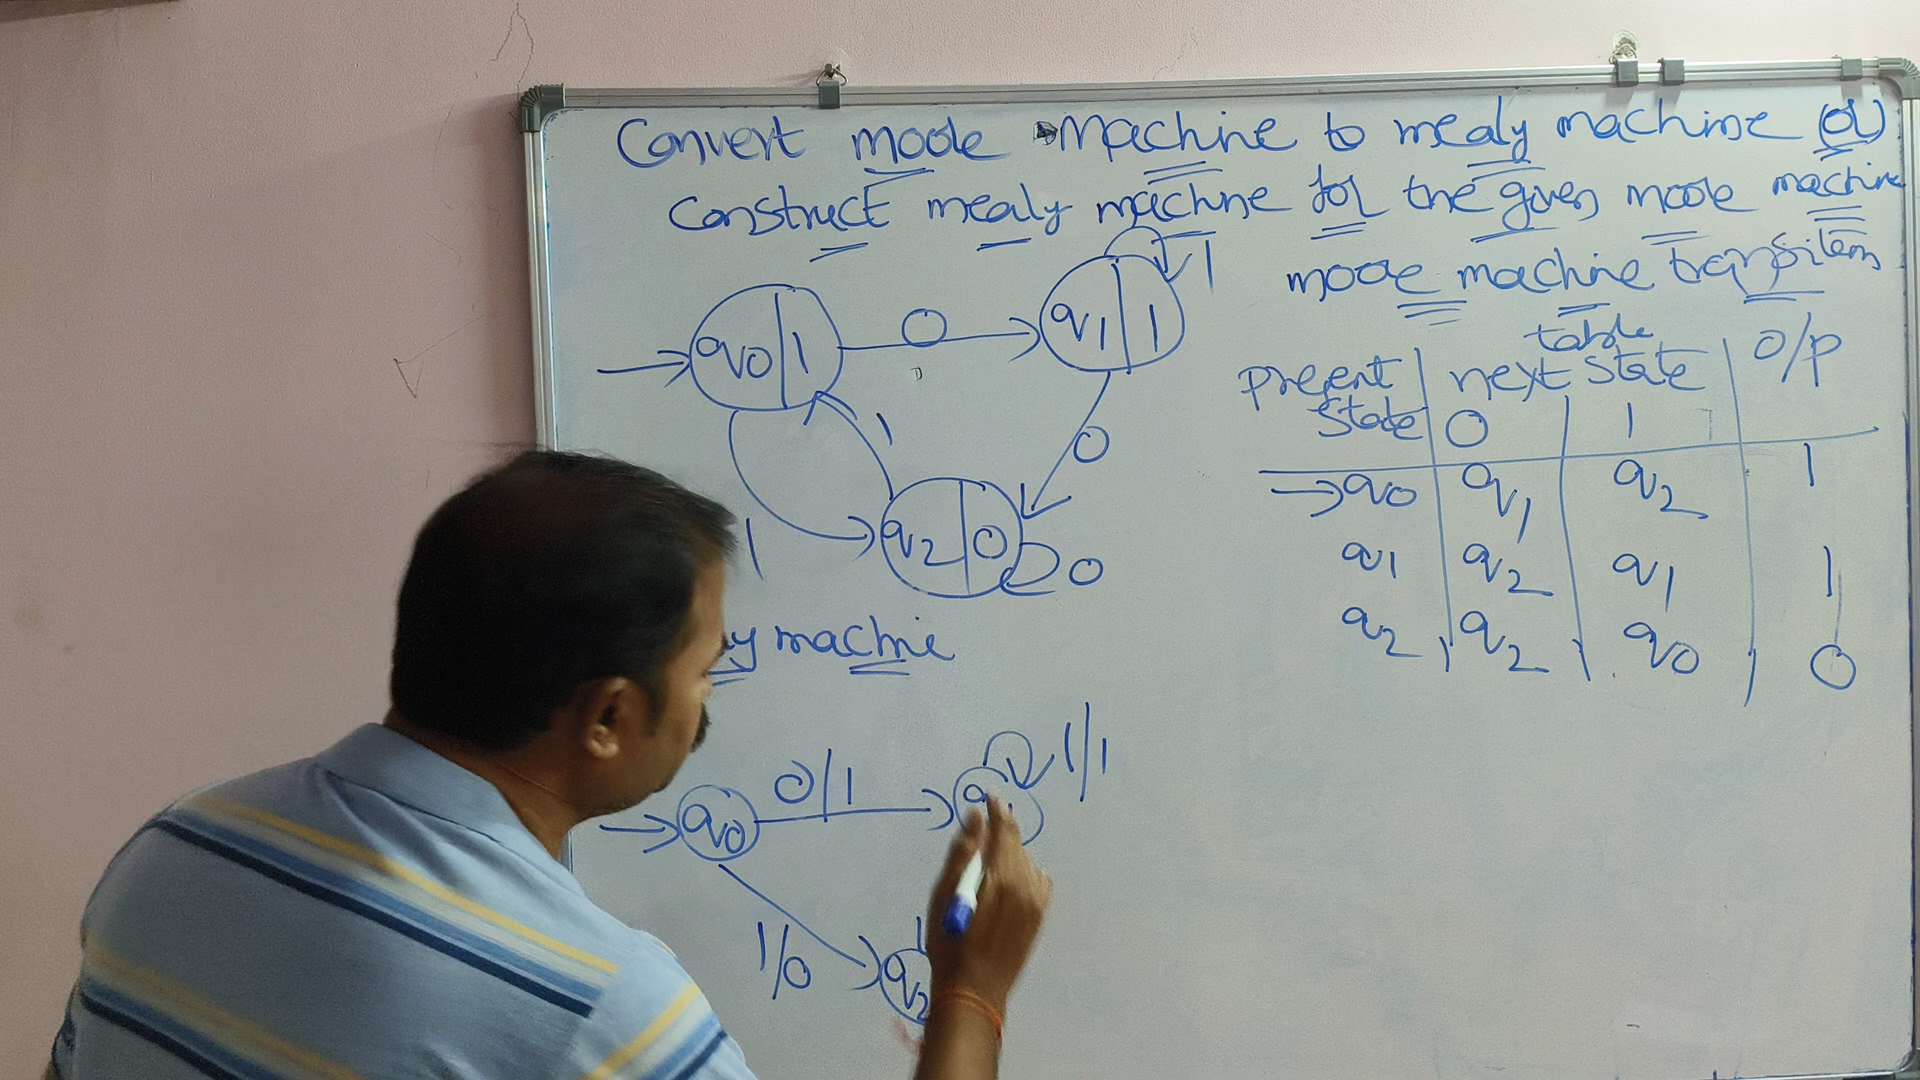 Convert moore machine to mealy machine (or)
construct mealy machine for the given moore machine
moore machine transition
table
present state | next state | o/p
0 | 1
→q0 | q1 | q2 | 1
q1 | q2 | q1 | 1
q2 | q2 | q0 | 0
q0/1
0
q1/1
1
1
0
1
q2/0
0
machine
q0
0/1
1/1
1/0
q2